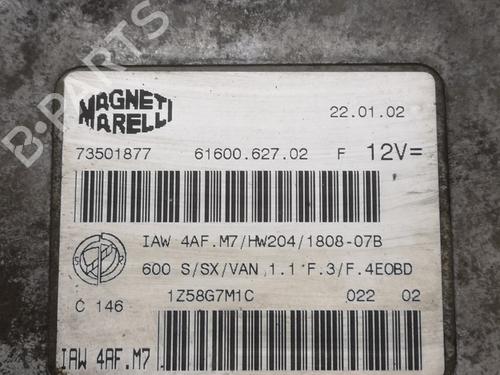 MAGNETI
MARELLI
22.01.02
73501877 61600.627.02 F 12V=
IAW 4AF.M7/HW204/1808-07B
600 S/SX/VAN 1.1 F.3/F.4EOBD
C 146 1Z58G7M1C 022 02
IAW 4AF.M7
B-PARTS